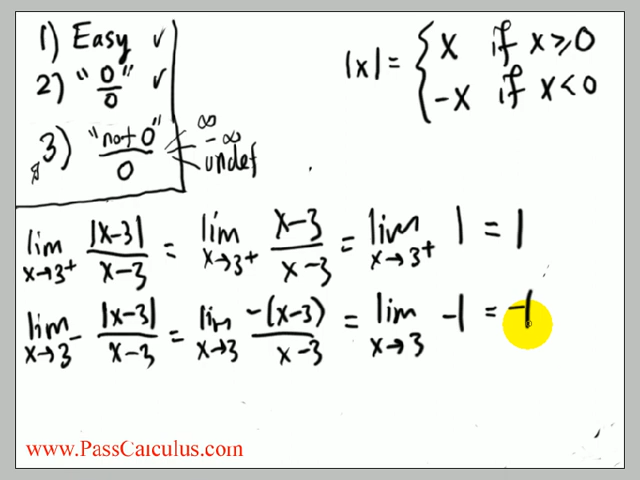 1) Easy ✓
2) "0/0" ✓
3) "not 0"/0 ∞ -∞ undef
|x| = { x if x ≥ 0
-x if x < 0
lim x→3⁺ |x-3|/x-3 = lim x→3⁺ x-3/x-3 = lim x→3⁺ 1 = 1
lim x→3⁻ |x-3|/x-3 = lim x→3 -(x-3)/x-3 = lim x→3 -1 = -1
www.PassCalculus.com